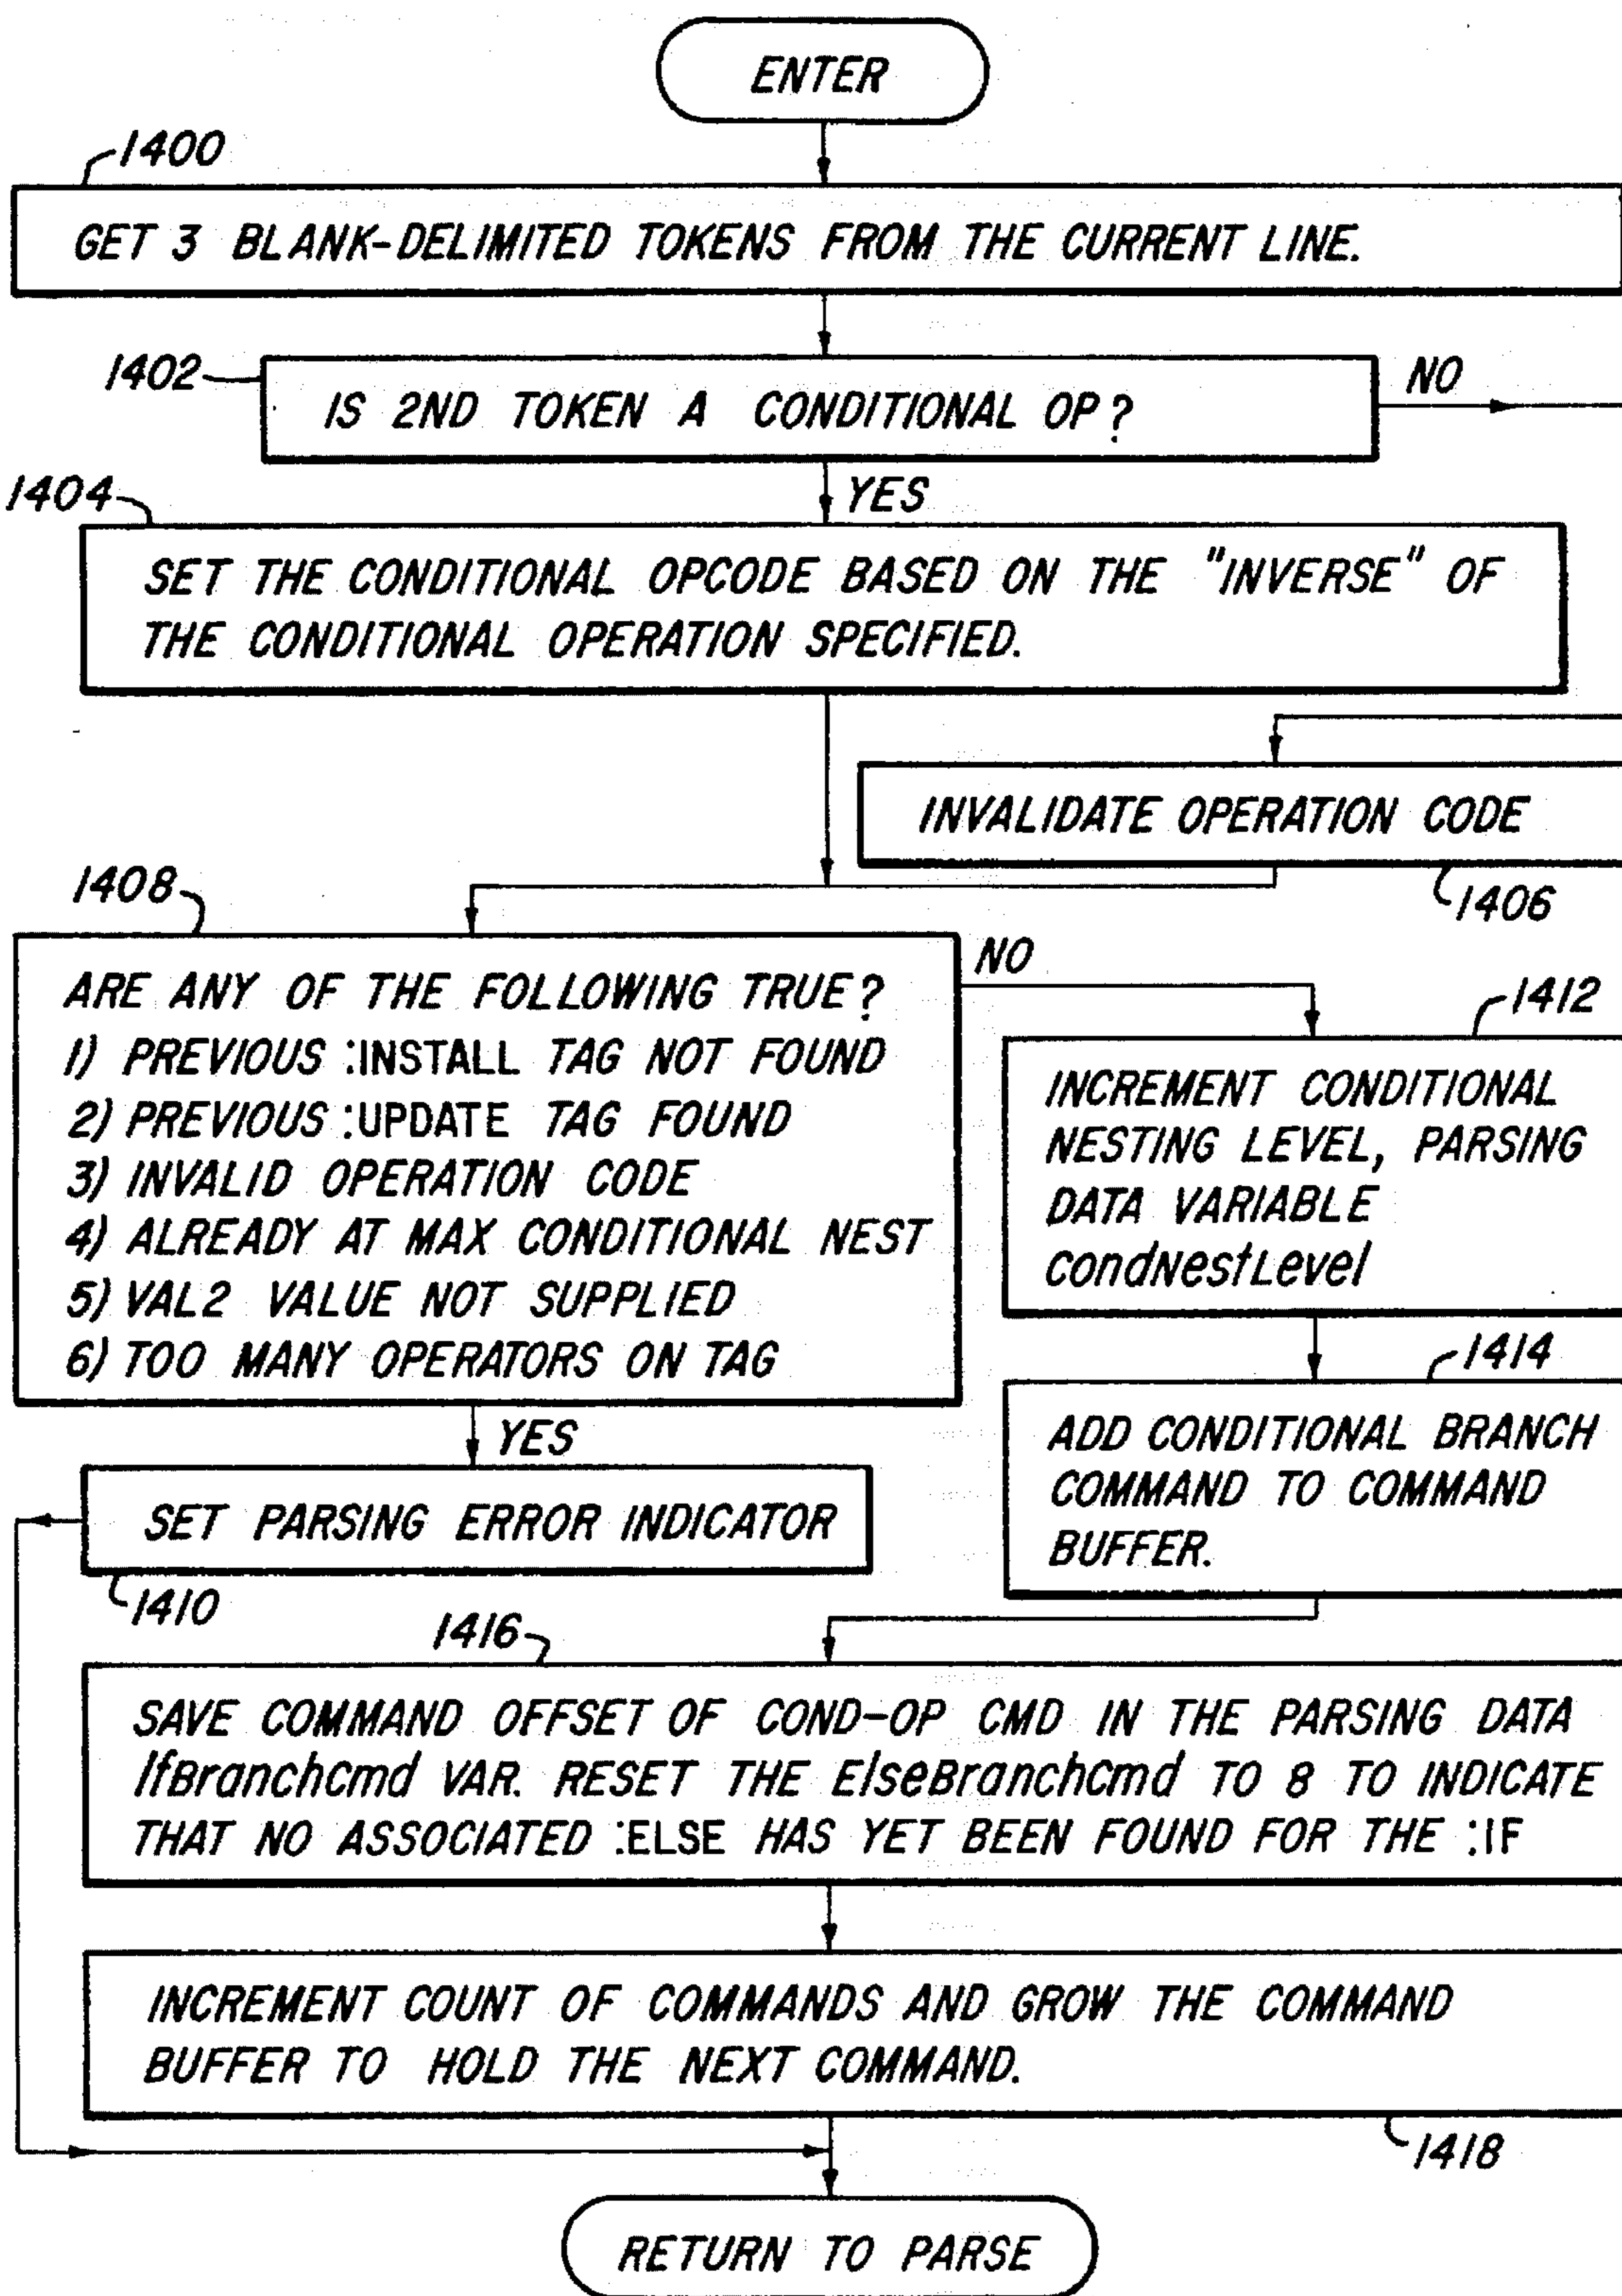 ENTER
1400
GET 3 BLANK-DELIMITED TOKENS FROM THE CURRENT LINE.
1402
IS 2ND TOKEN A CONDITIONAL OP?
NO
YES
1404
SET THE CONDITIONAL OPCODE BASED ON THE "INVERSE" OF
THE CONDITIONAL OPERATION SPECIFIED.
INVALIDATE OPERATION CODE
1406
1408
ARE ANY OF THE FOLLOWING TRUE?
1) PREVIOUS :INSTALL TAG NOT FOUND
2) PREVIOUS :UPDATE TAG FOUND
3) INVALID OPERATION CODE
4) ALREADY AT MAX CONDITIONAL NEST
5) VAL2 VALUE NOT SUPPLIED
6) TOO MANY OPERATORS ON TAG
NO
1412
INCREMENT CONDITIONAL
NESTING LEVEL, PARSING
DATA VARIABLE
condNestLevel
YES
SET PARSING ERROR INDICATOR
1410
1414
ADD CONDITIONAL BRANCH
COMMAND TO COMMAND
BUFFER.
1416
SAVE COMMAND OFFSET OF COND-OP CMD IN THE PARSING DATA
IfBranchCmd VAR. RESET THE ElseBranchCmd TO 8 TO INDICATE
THAT NO ASSOCIATED :ELSE HAS YET BEEN FOUND FOR THE :IF
INCREMENT COUNT OF COMMANDS AND GROW THE COMMAND
BUFFER TO HOLD THE NEXT COMMAND.
1418
RETURN TO PARSE